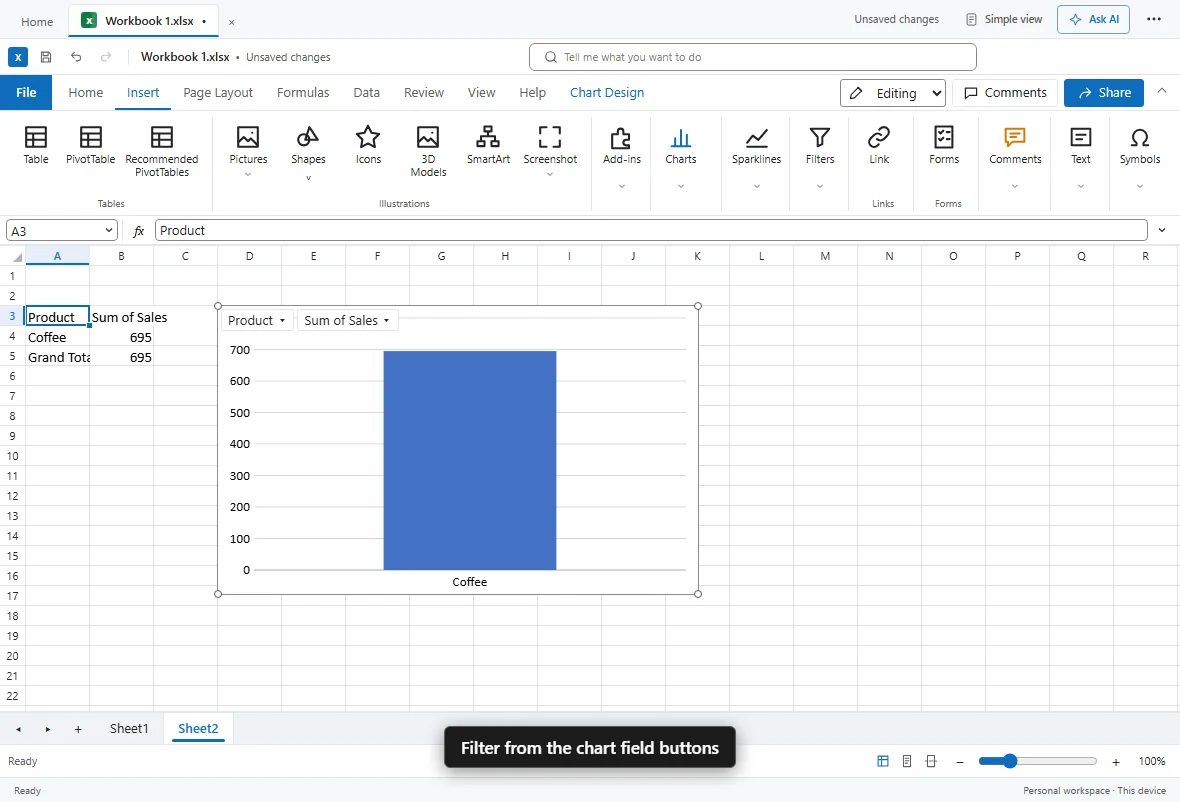 Home
Workbook 1.xlsx •
×
Unsaved changes
Simple view
Ask AI
Workbook 1.xlsx • Unsaved changes
Tell me what you want to do
File
Home
Insert
Page Layout
Formulas
Data
Review
View
Help
Chart Design
Editing
Comments
Share
Table
PivotTable
Recommended
PivotTables
Pictures
Shapes
Icons
3D
Models
SmartArt
Screenshot
Add-ins
Charts
Sparklines
Filters
Link
Forms
Comments
Text
Symbols
Tables
Illustrations
Links
Forms
A3
fx
Product
A B C D E F G H I J K L M N O P Q R
1
2
3 Product Sum of Sales
4 Coffee 695
5 Grand Tota 695
6
7
8
9
10
11
12
13
14
15
16
17
18
19
20
21
22
Product
Sum of Sales
700
600
500
400
300
200
100
0
Coffee
+
Sheet1
Sheet2
Filter from the chart field buttons
Ready
– + 100%
Ready
Personal workspace · This device